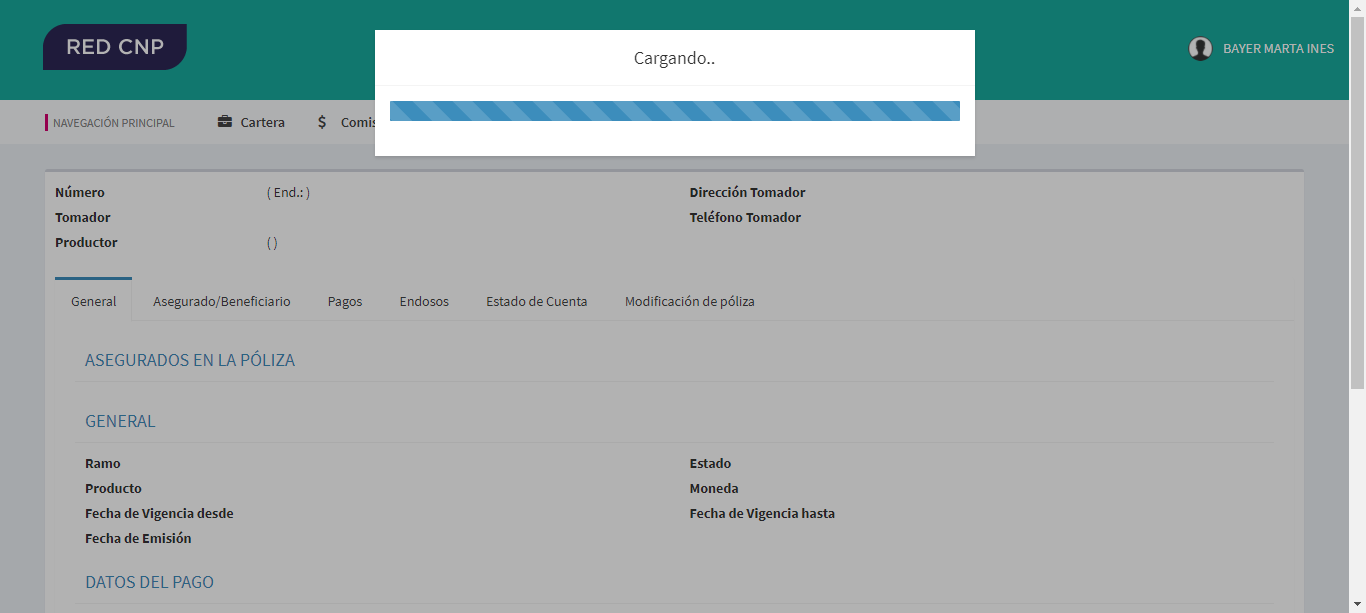 RED CNP
Cargando..
BAYER MARTA INES
NAVEGACIÓN PRINCIPAL Cartera $ Comis
Número ( End.: ) Dirección Tomador
Tomador Teléfono Tomador
Productor ( )
General Asegurado/Beneficiario Pagos Endosos Estado de Cuenta Modificación de póliza
ASEGURADOS EN LA PÓLIZA
GENERAL
Ramo Estado
Producto Moneda
Fecha de Vigencia desde Fecha de Vigencia hasta
Fecha de Emisión
DATOS DEL PAGO